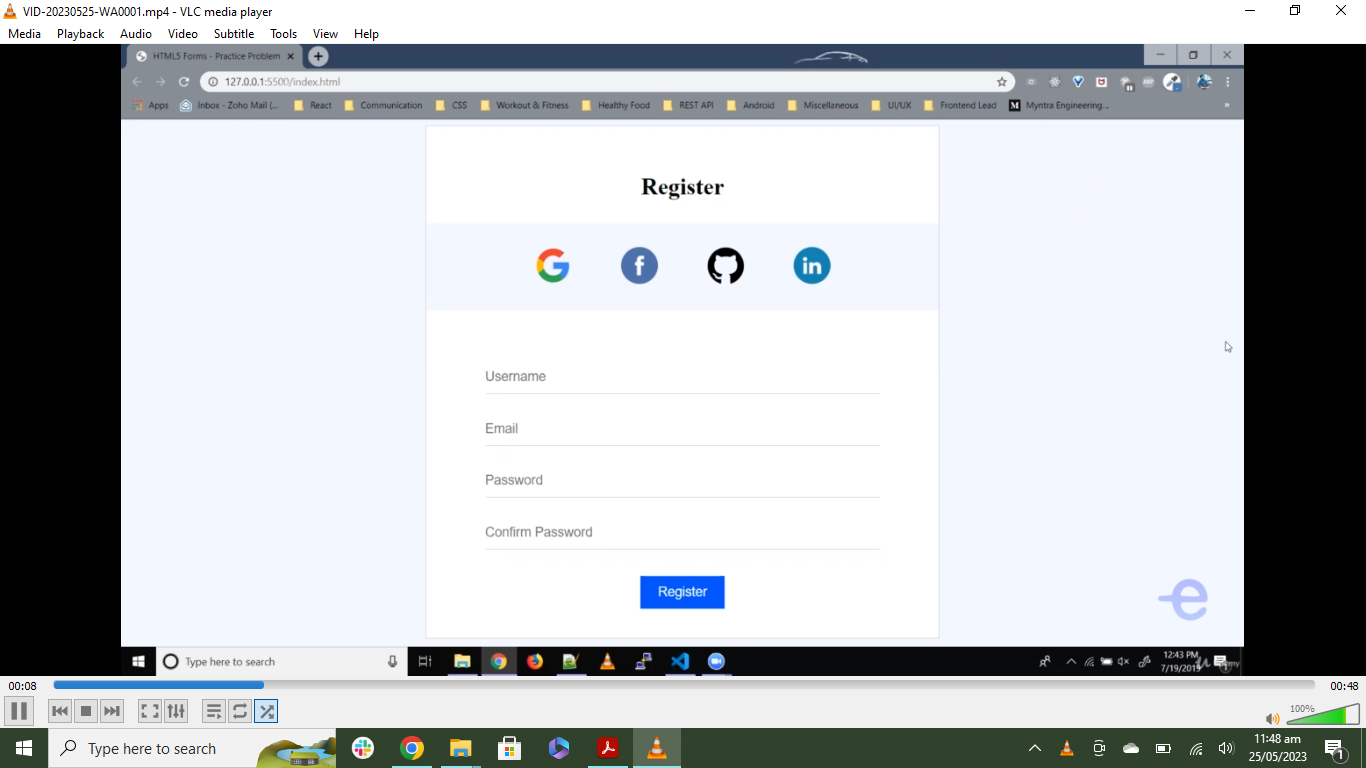 VID-20230525-WA0001.mp4 - VLC media player
Media Playback Audio Video Subtitle Tools View Help
HTML5 Forms - Practice Problem
127.0.0.1:5500/index.html
Apps Inbox - Zoho Mail (... React Communication CSS Workout & Fitness Healthy Food REST API Android Miscellaneous UI/UX Frontend Lead M Myntra Engineering... »
Register
Username
Email
Password
Confirm Password
Register
Type here to search
12:43 PM
7/19/2019
00:08 00:48
100%
Type here to search
11:48 am
25/05/2023
1